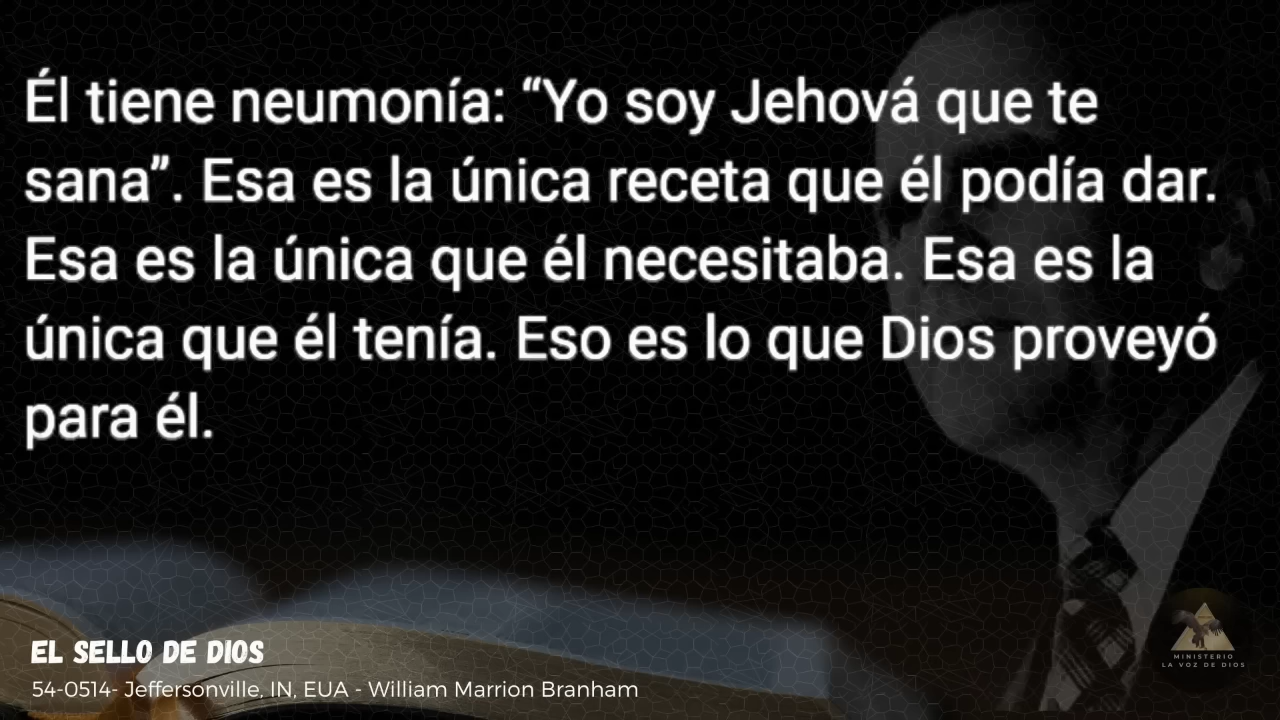 Él tiene neumonía: “Yo soy Jehová que te
sana”. Esa es la única receta que él podía dar.
Esa es la única que él necesitaba. Esa es la
única que él tenía. Eso es lo que Dios proveyó
para él.
EL SELLO DE DIOS
54-0514- Jeffersonville, IN, EUA - William Marrion Branham
MINISTERIO
LA VOZ DE DIOS